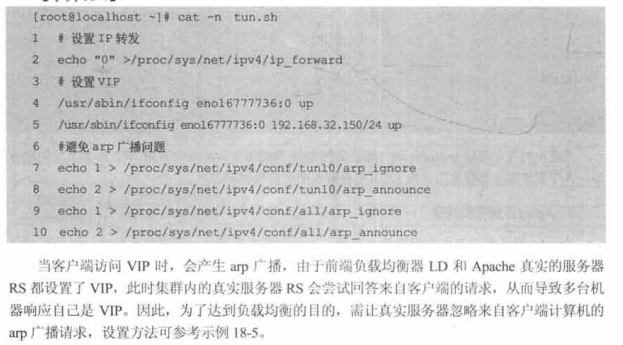 [root@localhost ~]# cat -n tun.sh
1 # 设置IP转发
2 echo "0" >/proc/sys/net/ipv4/ip_forward
3 # 设置VIP
4 /usr/sbin/ifconfig eno16777736:0 up
5 /usr/sbin/ifconfig eno16777736:0 192.168.32.150/24 up
6 #避免arp广播问题
7 echo 1 > /proc/sys/net/ipv4/conf/tunl0/arp_ignore
8 echo 2 > /proc/sys/net/ipv4/conf/tunl0/arp_announce
9 echo 1 > /proc/sys/net/ipv4/conf/all/arp_ignore
10 echo 2 > /proc/sys/net/ipv4/conf/all/arp_announce
当客户端访问 VIP 时，会产生 arp 广播，由于前端负载均衡器 LD 和 Apache 真实的服务器
RS 都设置了 VIP，此时集群内的真实服务器 RS 会尝试回答来自客户端的请求，从而导致多台机
器响应自己是 VIP。因此，为了达到负载均衡的目的，需让真实服务器忽略来自客户端计算机的
arp 广播请求，设置方法可参考示例 18-5。